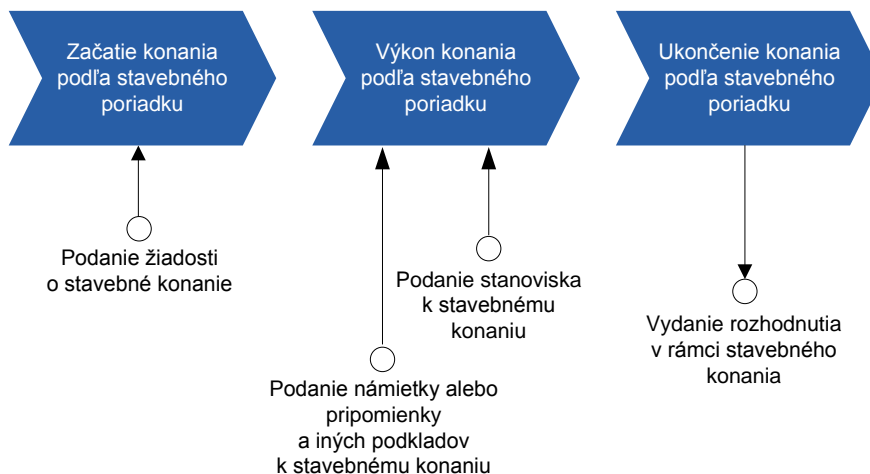 Začatie konania
podľa stavebného
poriadku
Výkon konania
podľa stavebného
poriadku
Ukončenie konania
podľa stavebného
poriadku
Podanie žiadosti
o stavebné konanie
Podanie stanoviska
k stavebnému
konaniu
Podanie námietky alebo
pripomienky
a iných podkladov
k stavebnému konaniu
Vydanie rozhodnutia
v rámci stavebného
konania